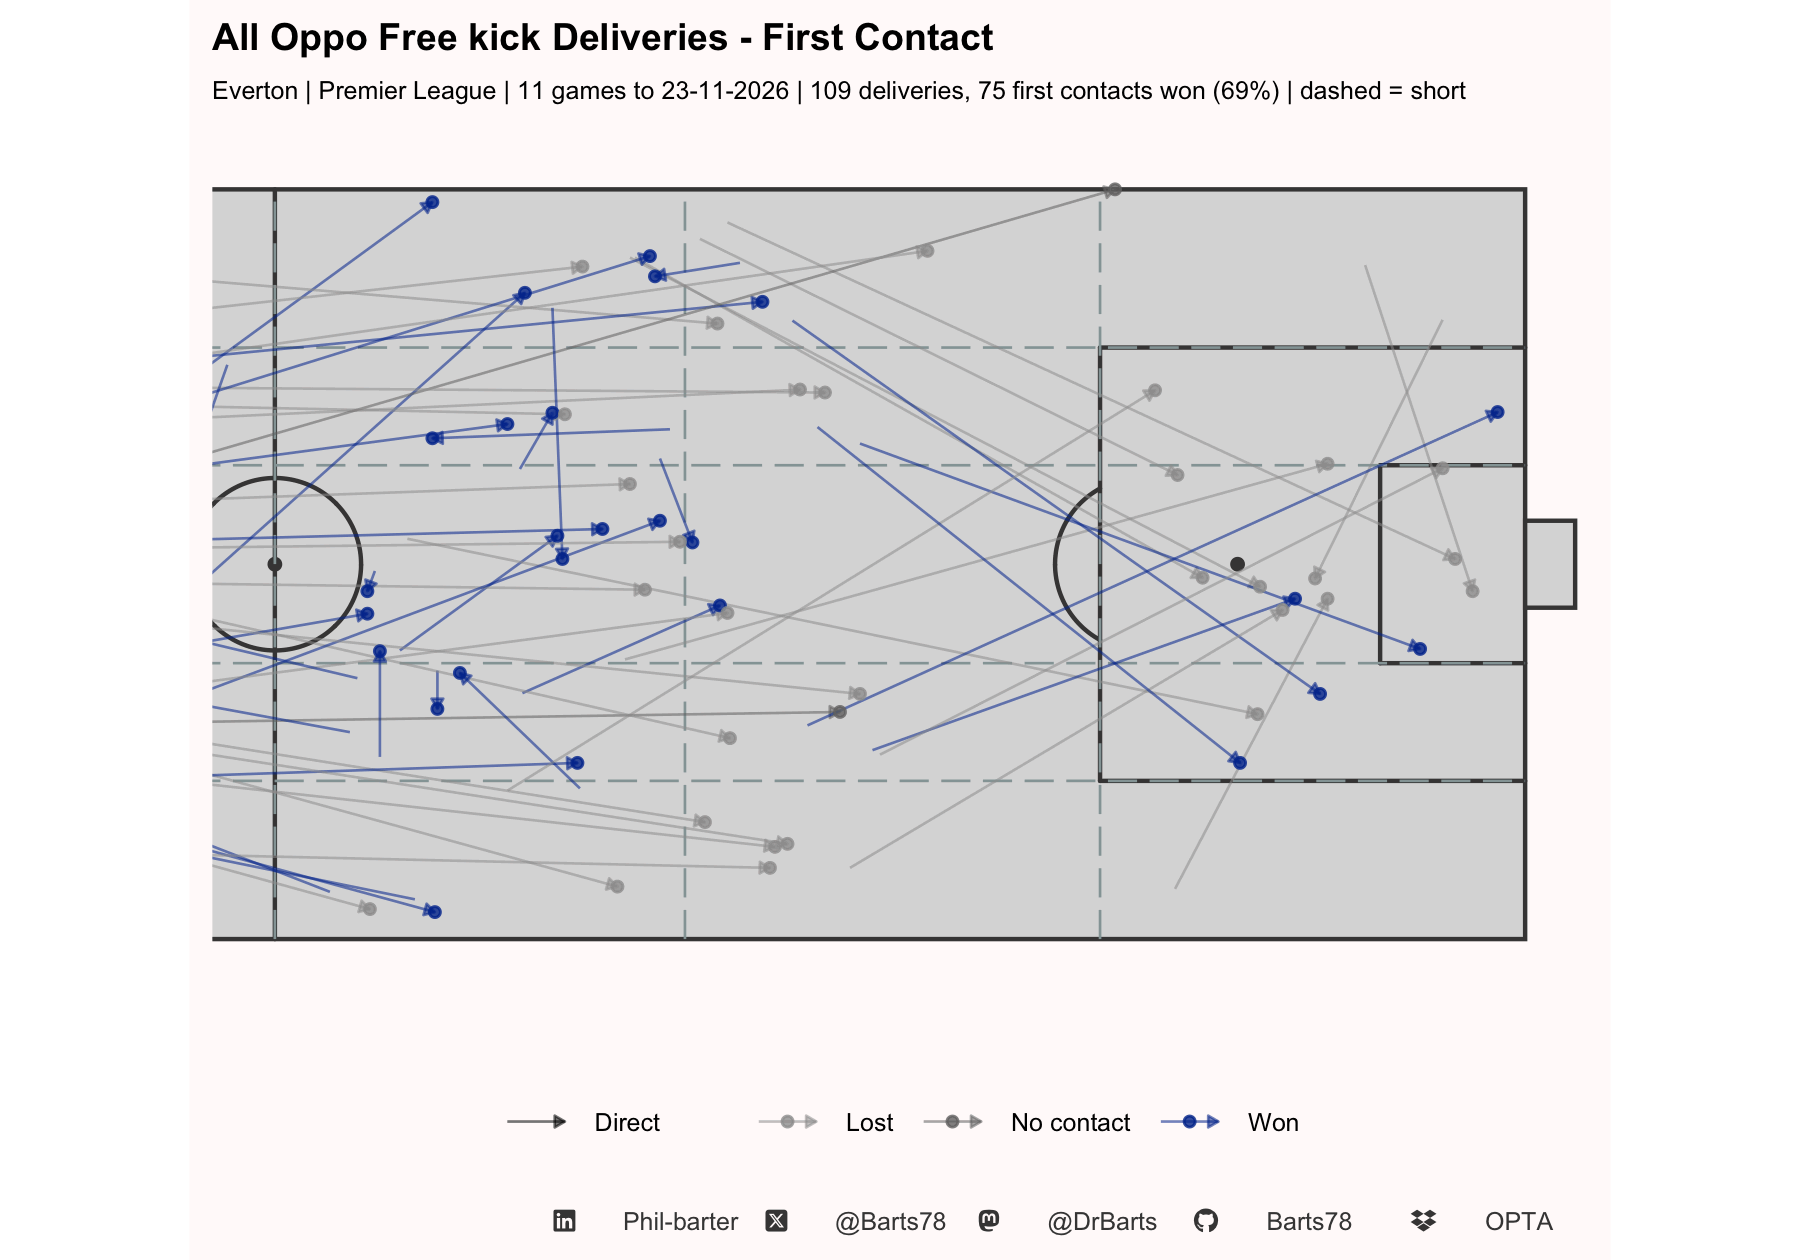 All Oppo Free kick Deliveries - First Contact
Everton | Premier League | 11 games to 23-11-2026 | 109 deliveries, 75 first contacts won (69%) | dashed = short
Direct Lost No contact Won
Phil-barter @Barts78 @DrBarts Barts78 OPTA